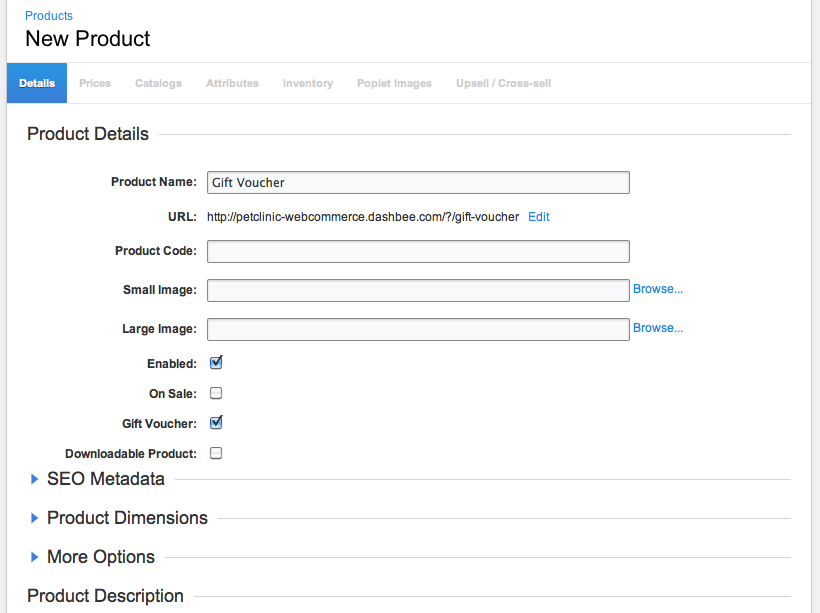 Products
New Product
Details Prices Catalogs Attributes Inventory Poplet Images Upsell / Cross-sell
Product Details
Product Name: Gift Voucher
URL: http://petclinic-webcommerce.dashbee.com/?/gift-voucher Edit
Product Code:
Small Image: Browse...
Large Image: Browse...
Enabled:
On Sale:
Gift Voucher:
Downloadable Product:
SEO Metadata
Product Dimensions
More Options
Product Description